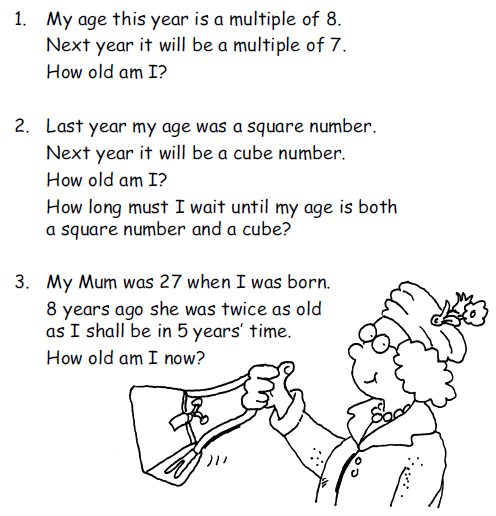 1. My age this year is a multiple of 8.
Next year it will be a multiple of 7.
How old am I?
2. Last year my age was a square number.
Next year it will be a cube number.
How old am I?
How long must I wait until my age is both
a square number and a cube?
3. My Mum was 27 when I was born.
8 years ago she was twice as old
as I shall be in 5 years' time.
How old am I now?